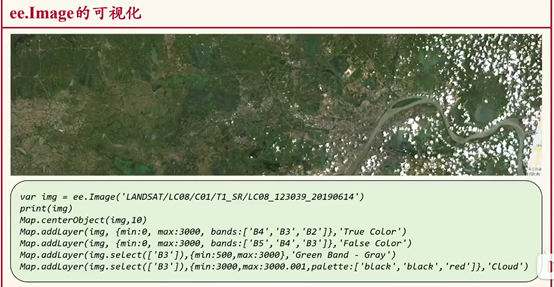 ee.Image的可视化
var img = ee.Image('LANDSAT/LC08/C01/T1_SR/LC08_123039_20190614')
print(img)
Map.centerObject(img,10)
Map.addLayer(img, {min:0, max:3000, bands:['B4','B3','B2']},'True Color')
Map.addLayer(img, {min:0, max:3000, bands:['B5','B4','B3']},'False Color')
Map.addLayer(img.select(['B3']),{min:500,max:3000},'Green Band - Gray')
Map.addLayer(img.select(['B3']),{min:3000,max:3000.001,palette:['black','black','red']},'Cloud')